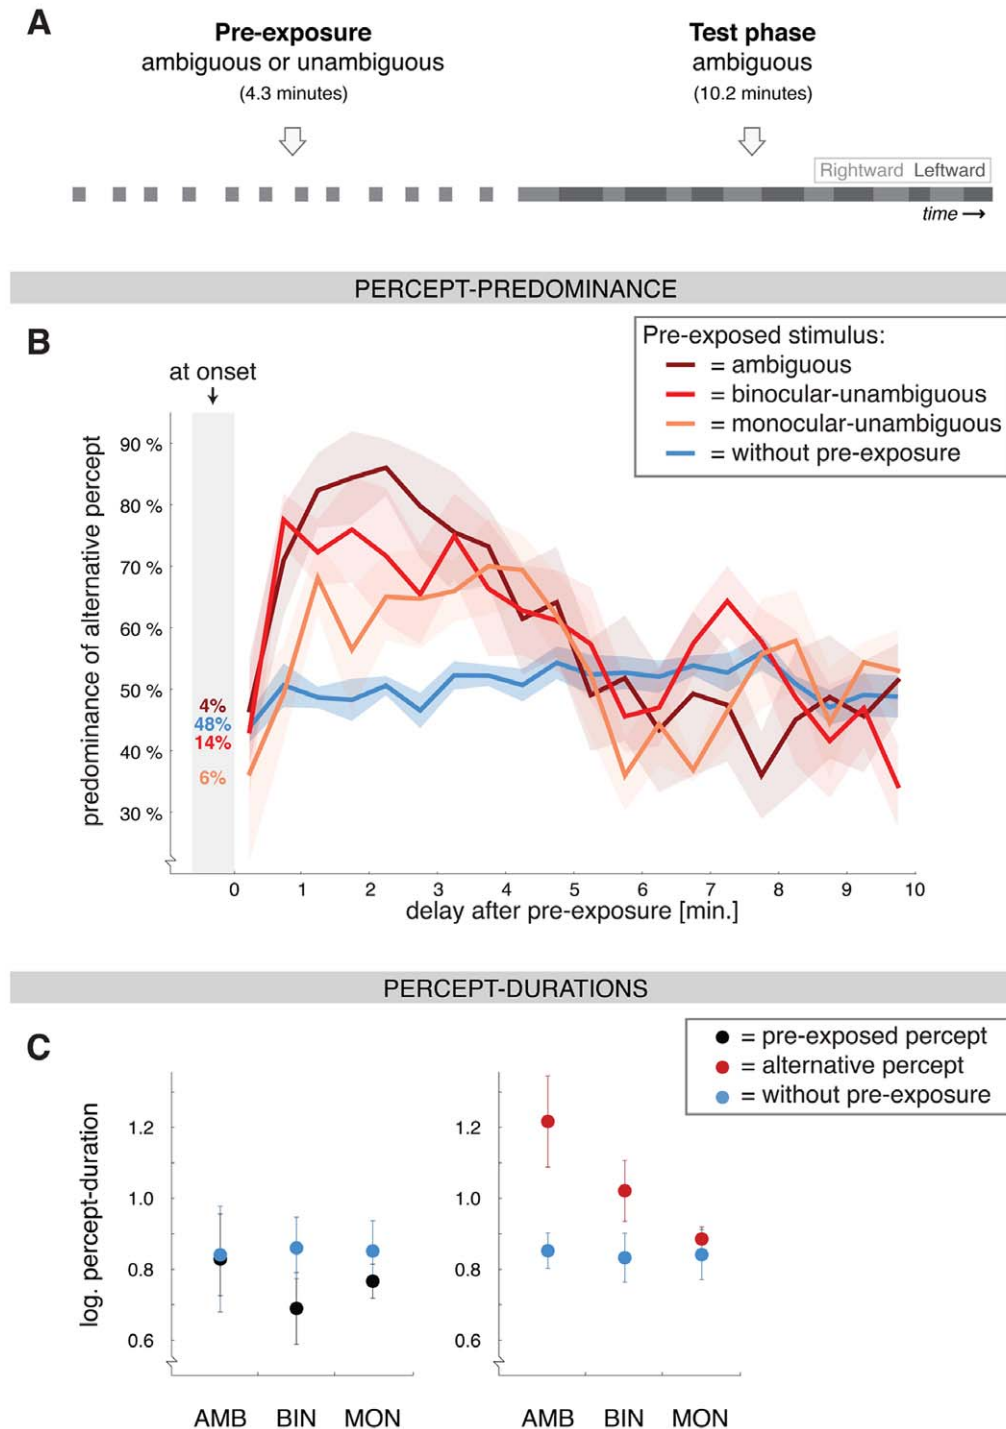 A
Pre-exposure
ambiguous or unambiguous
(4.3 minutes)
Test phase
ambiguous
(10.2 minutes)
Rightward Leftward
time →
PERCEPT-PREDOMINANCE
B
Pre-exposed stimulus:
= ambiguous
= binocular-unambiguous
= monocular-unambiguous
= without pre-exposure
at onset
predominance of alternative percept
90 %
80 %
70 %
60 %
50 %
40 %
30 %
4%
48%
14%
6%
0 1 2 3 4 5 6 7 8 9 10
delay after pre-exposure [min.]
PERCEPT-DURATIONS
C
= pre-exposed percept
= alternative percept
= without pre-exposure
log. percept-duration
1.2
1.0
0.8
0.6
AMB BIN MON
1.2
1.0
0.8
0.6
AMB BIN MON